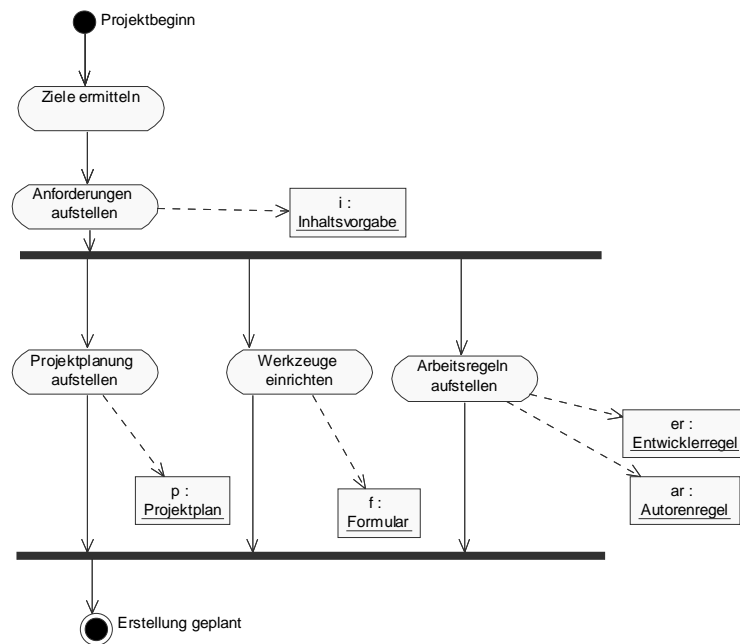 Projektbeginn
Ziele ermitteln
Anforderungen
aufstellen
i :
Inhaltsvorgabe
Projektplanung
aufstellen
Werkzeuge
einrichten
Arbeitsregeln
aufstellen
er :
Entwicklerregel
p :
Projektplan
f :
Formular
ar :
Autorenregel
Erstellung geplant